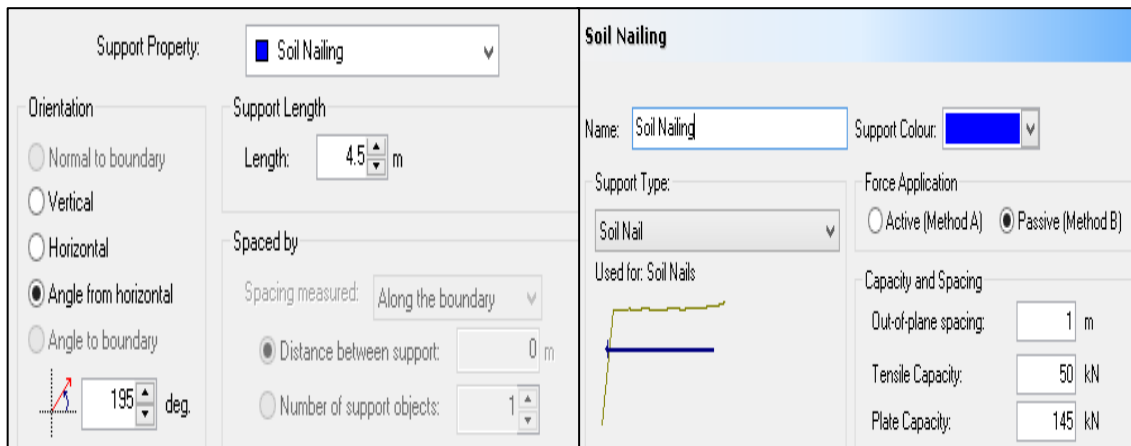 Support Property: Soil Nailing
Orientation
Normal to boundary
Vertical
Horizontal
Angle from horizontal
Angle to boundary
195 deg.
Support Length
Length: 4.5 m
Spaced by
Spacing measured: Along the boundary
Distance between support: 0 m
Number of support objects: 1
Soil Nailing
Name: Soil Nailing
Support Colour:
Support Type:
Soil Nail
Used for: Soil Nails
Force Application
Active (Method A) Passive (Method B)
Capacity and Spacing
Out-of-plane spacing: 1 m
Tensile Capacity: 50 kN
Plate Capacity: 145 kN